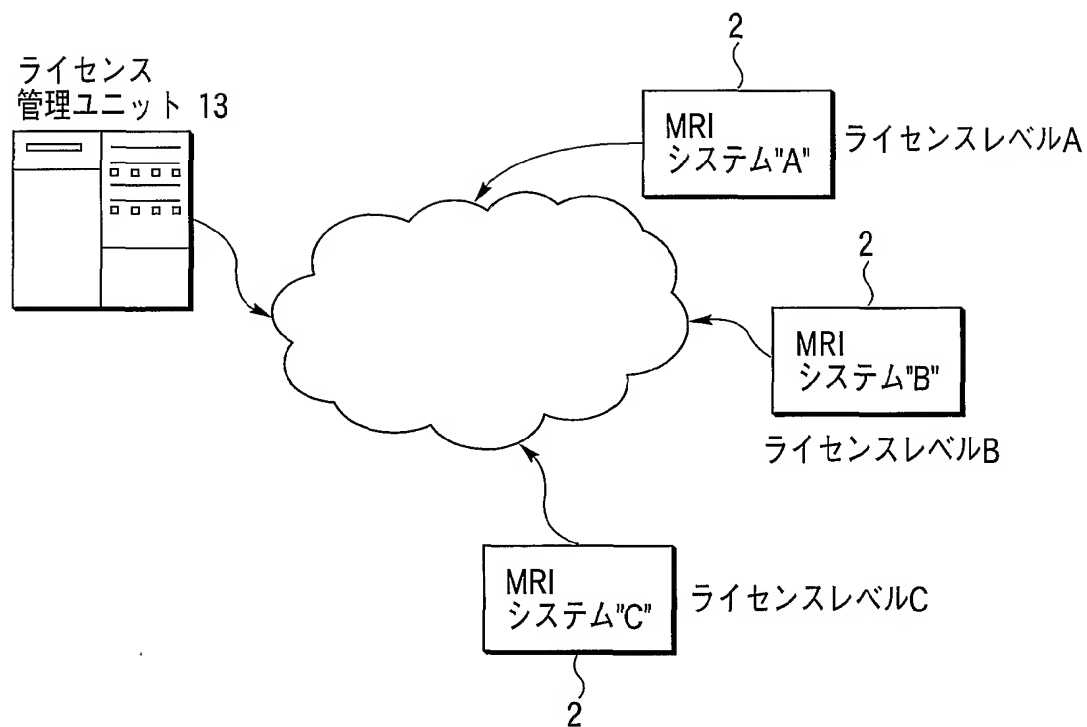 ライセンス
管理ユニット 13
2
MRI
システム"A"
ライセンスレベルA
2
MRI
システム"B"
ライセンスレベルB
MRI
システム"C"
ライセンスレベルC
2